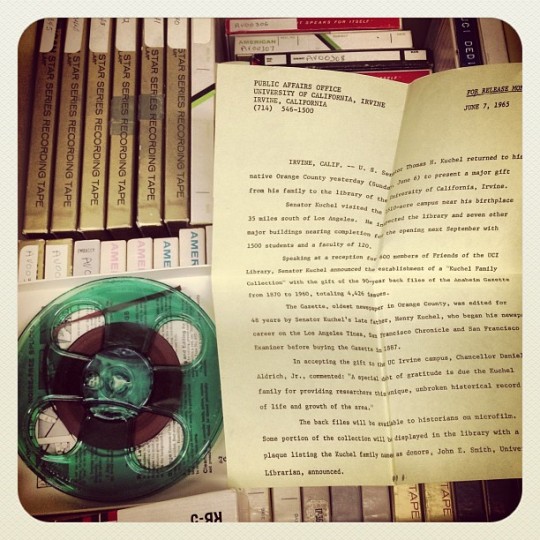 STAR SERIES RECORDING TAPE
STAR SERIES RECORDING TAPE
STAR SERIES RECORDING TAPE
STAR SERIES RECORDING TAPE
STAR SERIES RECORDING TAPE
STAR SERIES RECORDING TAPE
AV00306
SPEAKS FOR ITSELF
AMERICAN
AV00307
AV00308
PUBLIC AFFAIRS OFFICE
UNIVERSITY OF CALIFORNIA, IRVINE
IRVINE, CALIFORNIA
(714) 546-1500
FOR RELEASE
JUNE 7, 1965
IRVINE, CALIF. -- U. S. Thomas H. Kuchel returned to his
native Orange County yesterday June 6) to present a major gift
from his family to the library of the University of California, Irvine.
Senator Kuchel visited the campus near his birthplace
35 miles south of Los Angeles. He the library and seven other
major buildings nearing completion for the opening next September with
1500 students and a faculty of 120.
Speaking at a reception for 400 members of Friends of the UCI
Library, Senator Kuchel announced the establishment of a "Kuchel Family
Collection" with the gift of the back files of the Anaheim Gazette
from 1870 to 1960, totaling 4,426 issues.
The Gazette, oldest newspaper in Orange County, was edited for
48 years by Senator Kuchel's late father, Henry Kuchel, who began his
career on the Los Angeles Times, San Francisco Chronicle and San Francisco
Examiner before buying the Gazette in 1887.
In accepting the gift to the UC Irvine campus, Chancellor Daniel
Aldrich, Jr., commented: "A special debt of gratitude is due the Kuchel
family for providing researchers this unique, unbroken historical record
of life and growth of the area."
The back files will be available to historians on microfilm.
Some portion of the collection will be displayed in the library with a
plaque listing the Kuchel family as donors, John E. Smith,
Librarian, announced.